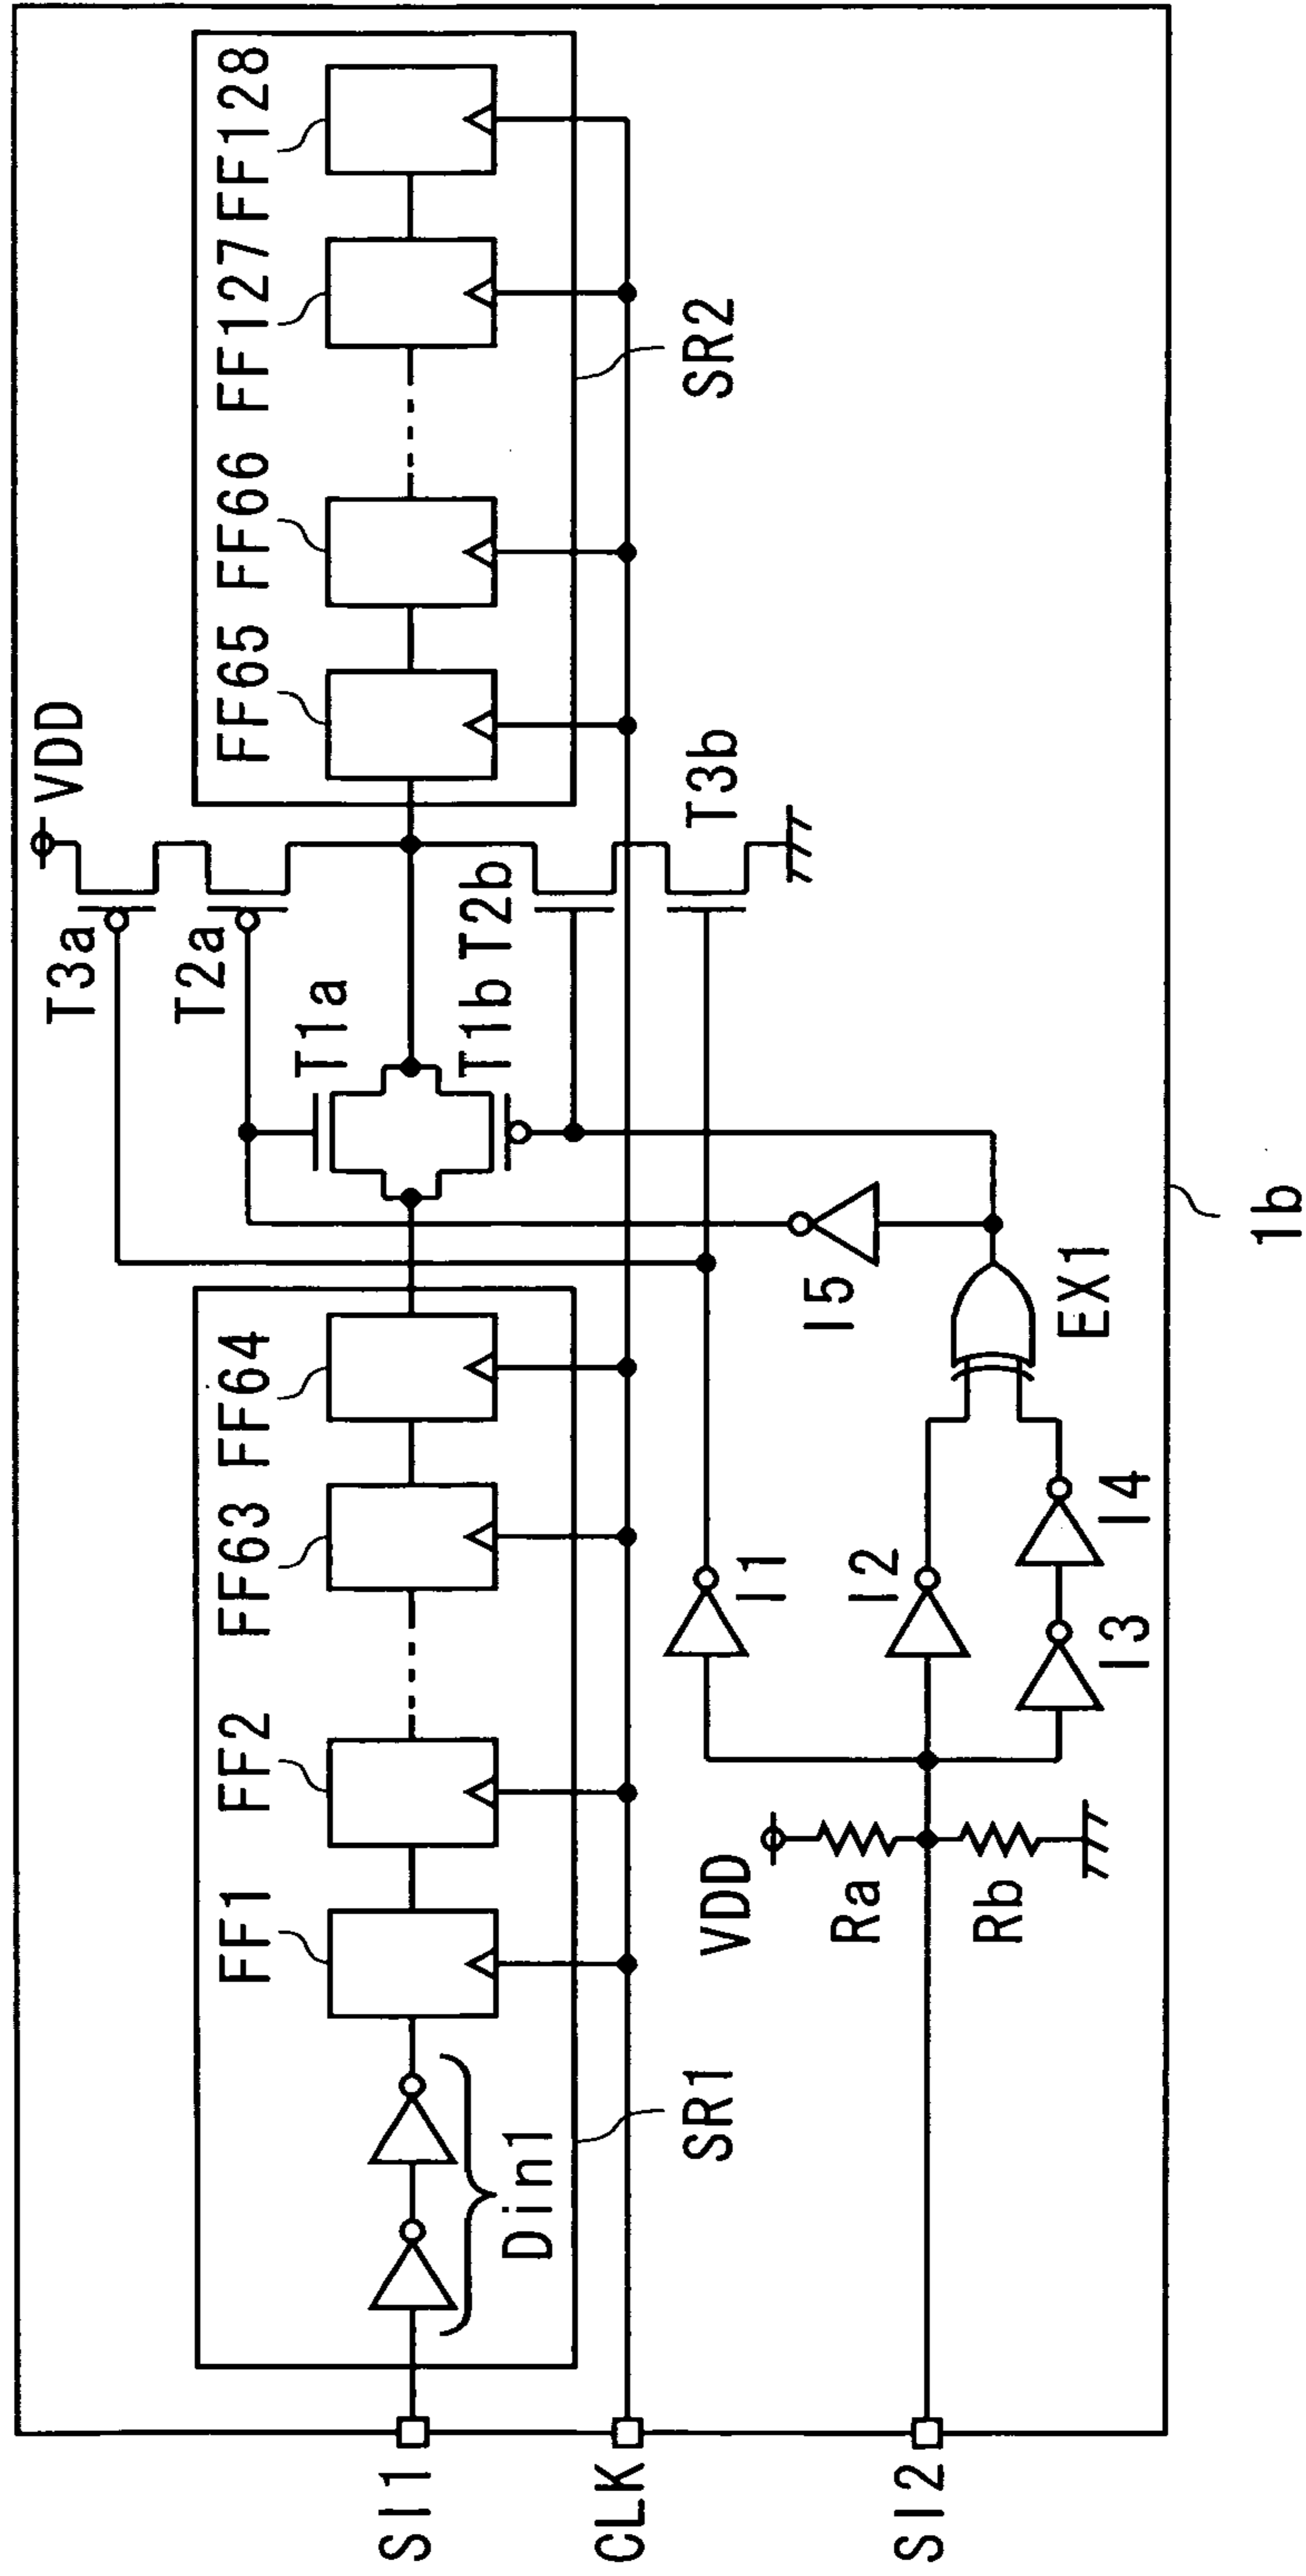 SI1
CLK
SI2
Din1
SR1
FF1
FF2
FF63
FF64
VDD
Ra
Rb
I1
I2
I3
I4
I5
EX1
T3a
T2a
T1a
T1b
T2b
T3b
VDD
FF65
FF66
FF127
FF128
SR2
1b